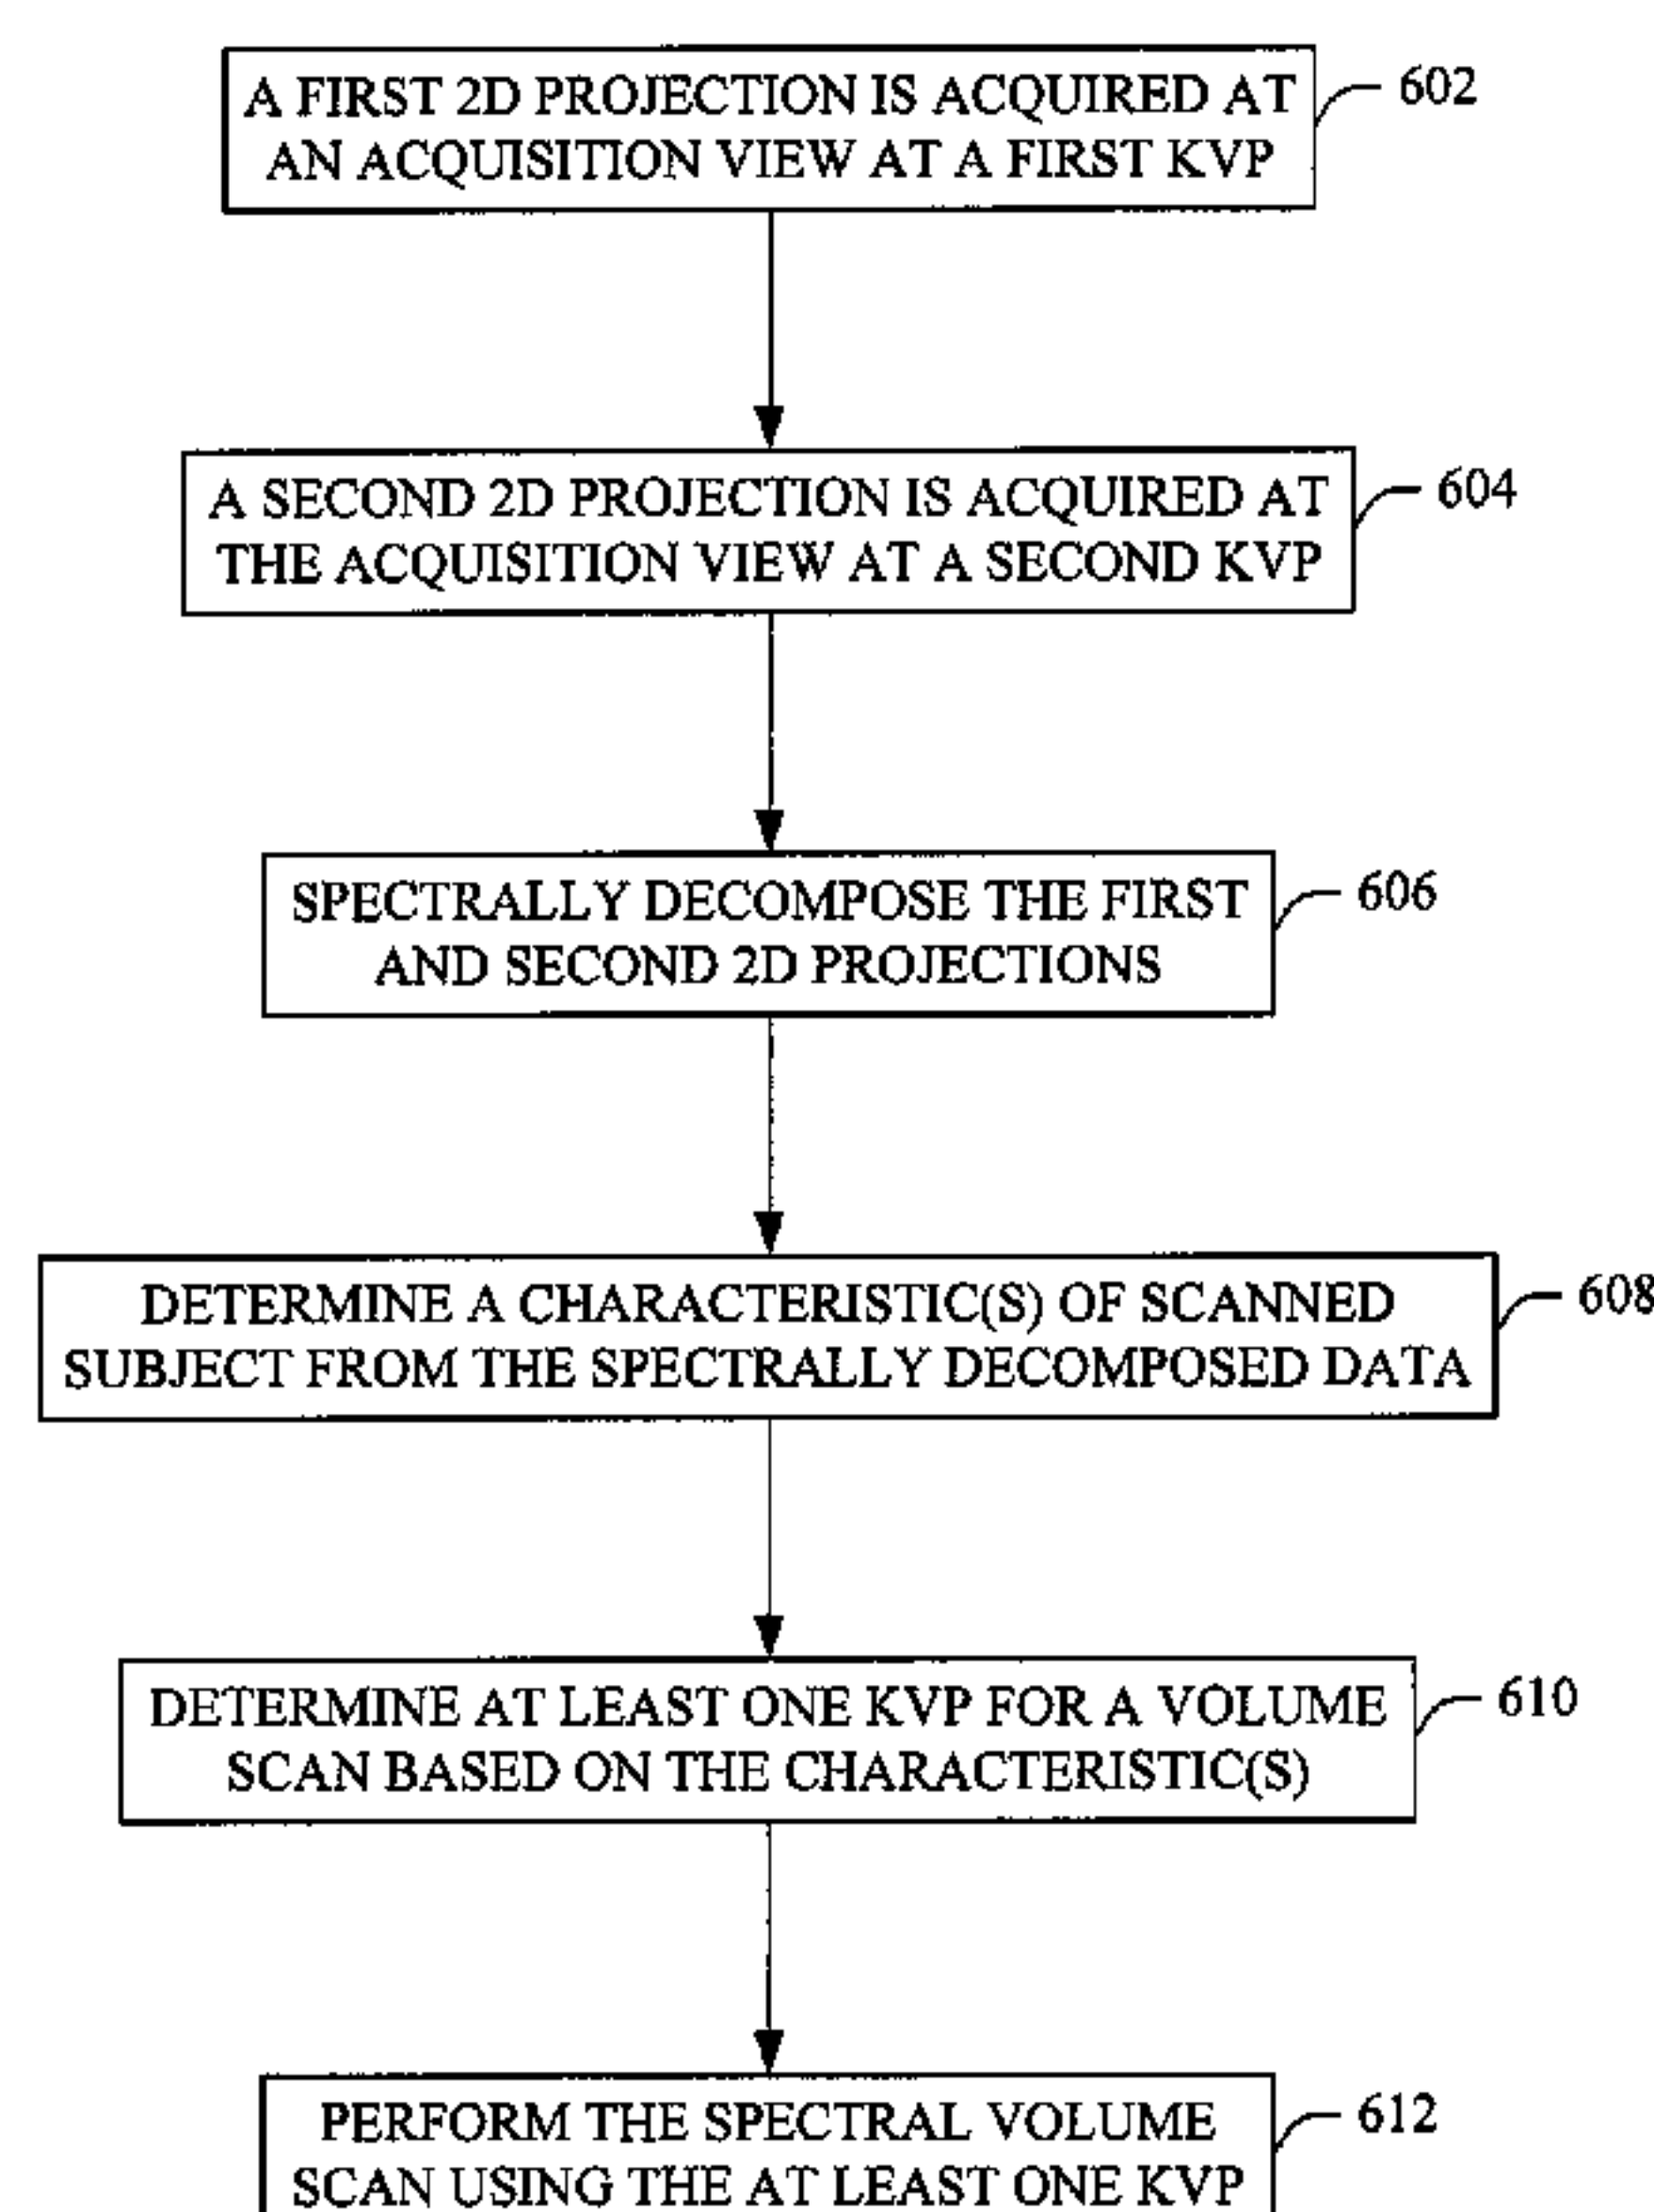 A FIRST 2D PROJECTION IS ACQUIRED AT
AN ACQUISITION VIEW AT A FIRST KVP
602
A SECOND 2D PROJECTION IS ACQUIRED AT
THE ACQUISITION VIEW AT A SECOND KVP
604
SPECTRALLY DECOMPOSE THE FIRST
AND SECOND 2D PROJECTIONS
606
DETERMINE A CHARACTERISTIC(S) OF SCANNED
SUBJECT FROM THE SPECTRALLY DECOMPOSED DATA
608
DETERMINE AT LEAST ONE KVP FOR A VOLUME
SCAN BASED ON THE CHARACTERISTIC(S)
610
PERFORM THE SPECTRAL VOLUME
SCAN USING THE AT LEAST ONE KVP
612